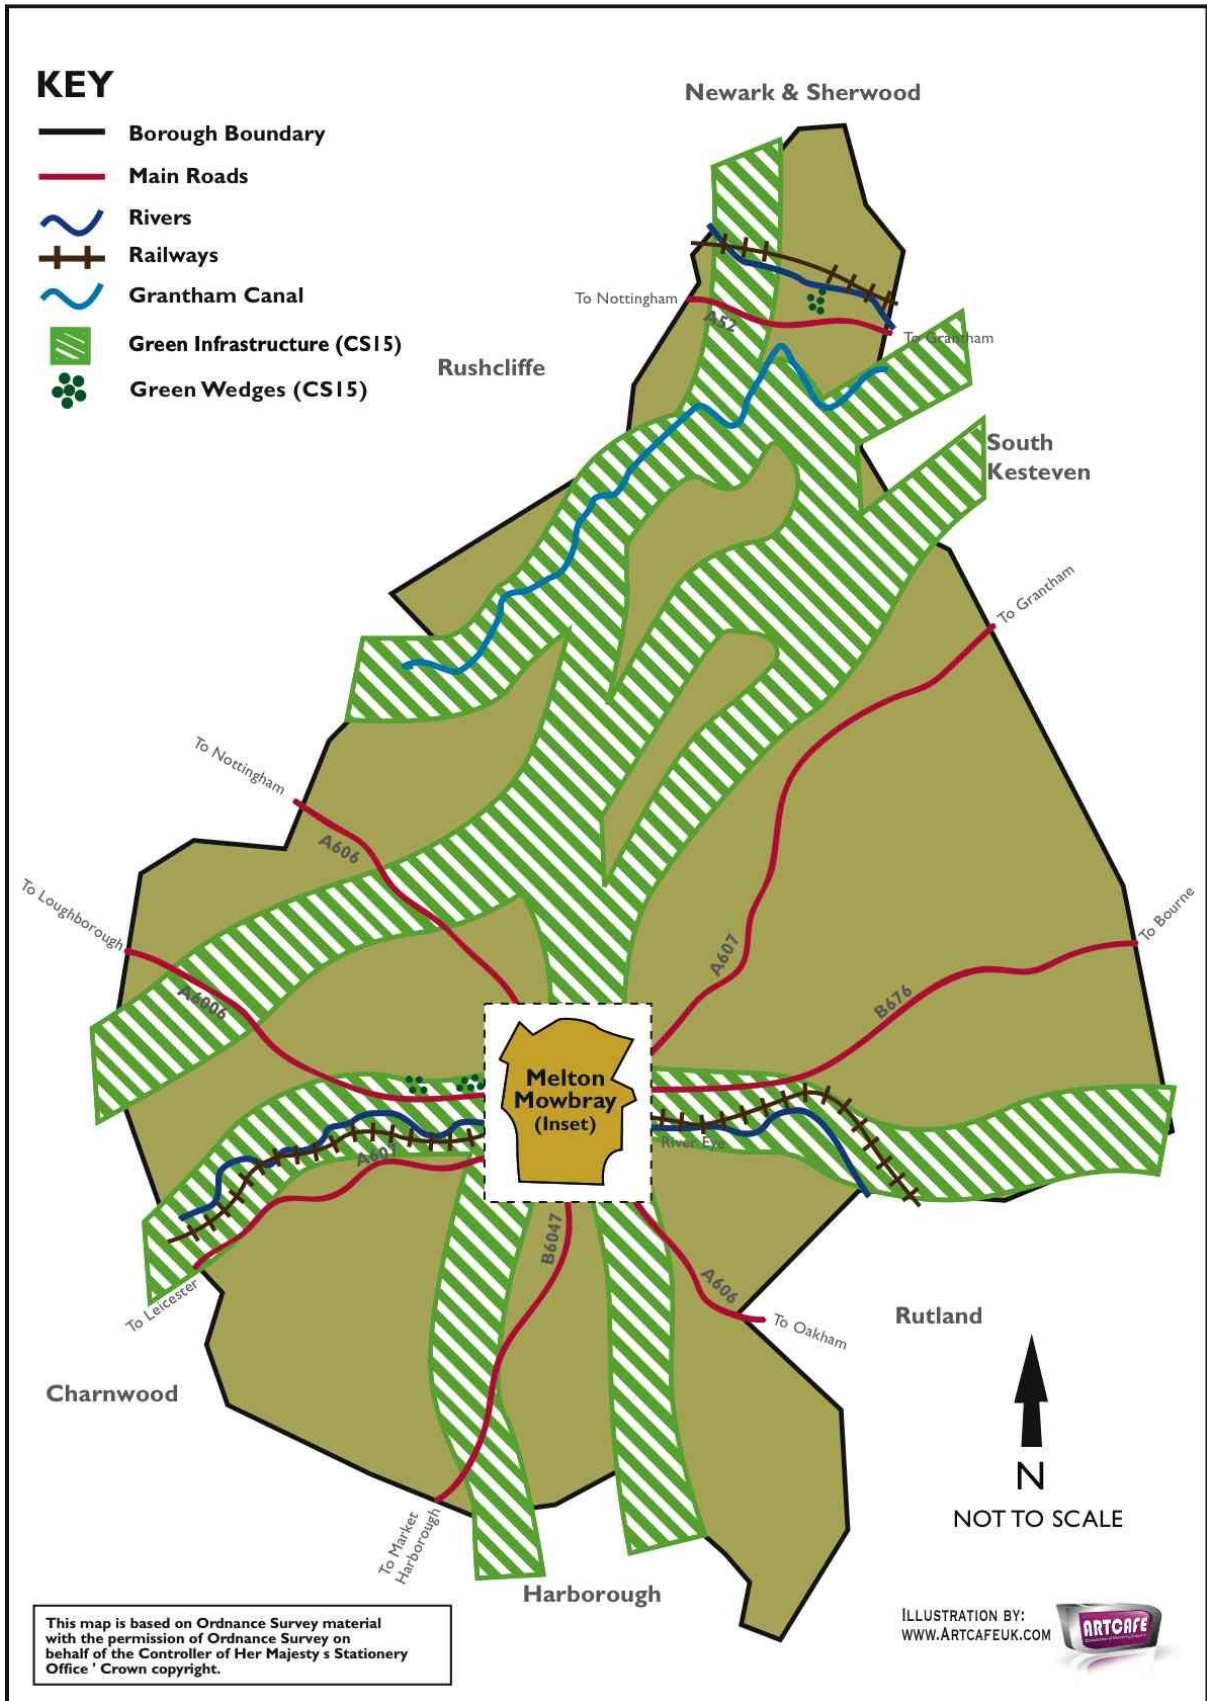 KEY
Borough Boundary
Main Roads
Rivers
Railways
Grantham Canal
Green Infrastructure (CS15)
Green Wedges (CS15)
Newark & Sherwood
To Nottingham
A52
To Grantham
Rushcliffe
South
Kesteven
To Grantham
To Nottingham
A606
To Loughborough
A6006
A607
To Bourne
B676
Melton
Mowbray
(Inset)
River Eye
A607
B6047
A606
To Leicester
To Oakham
Rutland
Charnwood
N
NOT TO SCALE
To Market
Harborough
Harborough
This map is based on Ordnance Survey material
with the permission of Ordnance Survey on
behalf of the Controller of Her Majesty s Stationery
Office ' Crown copyright.
ILLUSTRATION BY:
WWW.ARTCAFEUK.COM
ARTCAFE